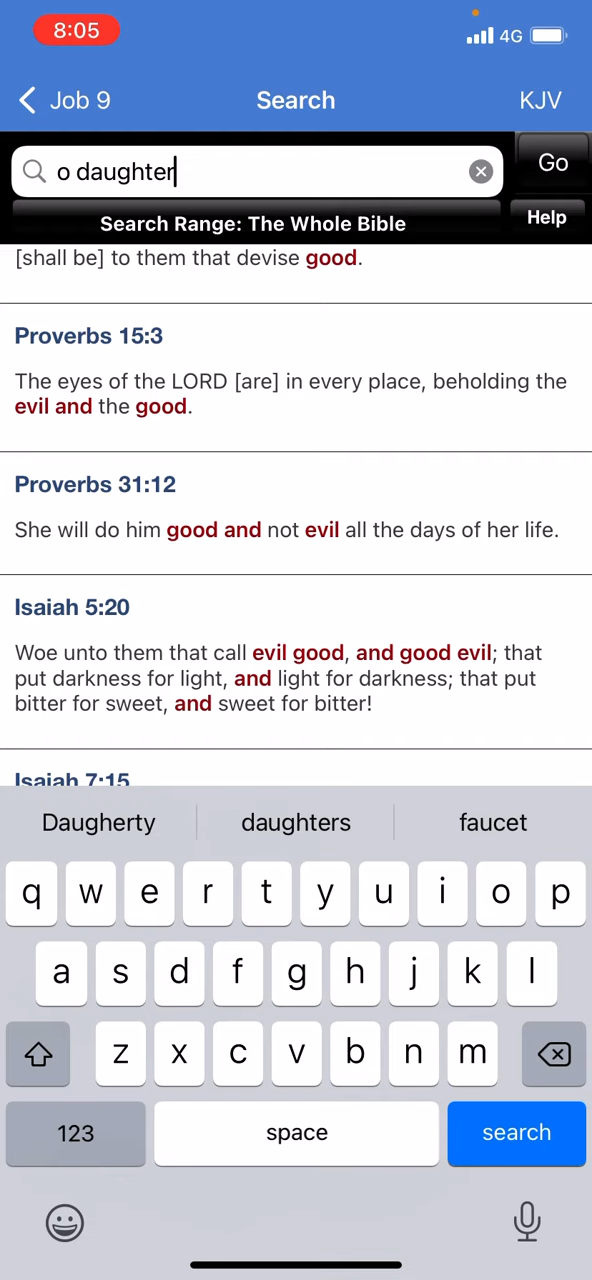 8:05
4G
Job 9
Search
KJV
o daughter
Go
Search Range: The Whole Bible
Help
[shall be] to them that devise good.
Proverbs 15:3
The eyes of the LORD [are] in every place, beholding the
evil and the good.
Proverbs 31:12
She will do him good and not evil all the days of her life.
Isaiah 5:20
Woe unto them that call evil good, and good evil; that
put darkness for light, and light for darkness; that put
bitter for sweet, and sweet for bitter!
Isaiah 7:15
Daugherty daughters faucet
q w e r t y u i o p
a s d f g h j k l
z x c v b n m
123 space search